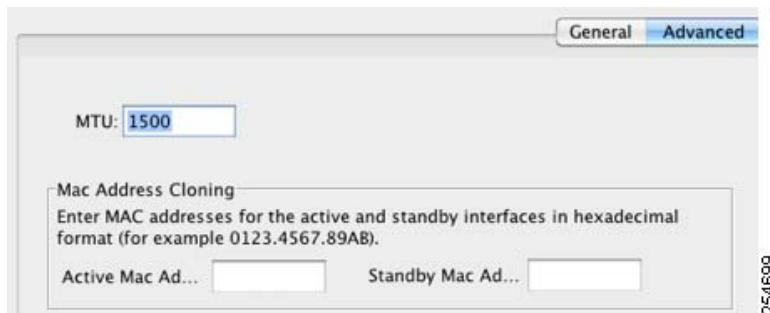 General Advanced
MTU: 1500
Mac Address Cloning
Enter MAC addresses for the active and standby interfaces in hexadecimal
format (for example 0123.4567.89AB).
Active Mac Ad... Standby Mac Ad...
254699